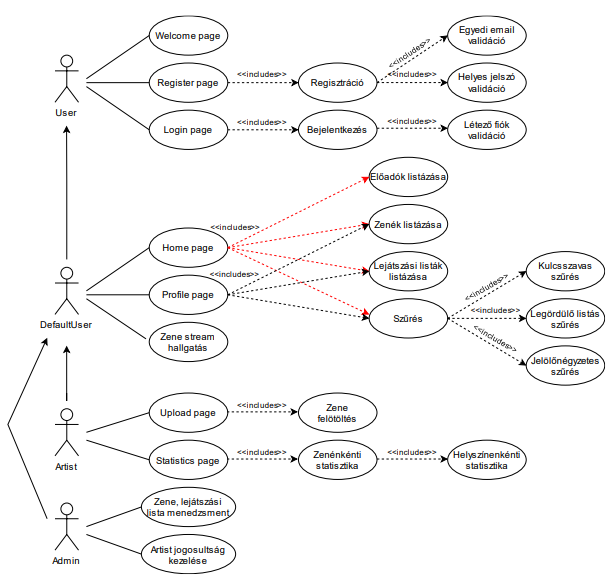 Welcome page
Egyedi email
validáció
<<includes>>
Register page
<<includes>>
Regisztráció
<<includes>>
Helyes jelszó
validáció
User
Login page
<<includes>>
Bejelentkezés
<<includes>>
Létező fiók
validáció
Előadók listázása
<<includes>>
Zenék listázása
Home page
Kulcsszavas
szűrés
<<includes>>
Lejátszási listák
listázása
<<includes>>
Profile page
DefaultUser
Szűrés
<<includes>>
Legördülő listás
szűrés
Zene stream
hallgatás
<<includes>>
Jelölőnégyzetes
szűrés
Upload page
<<includes>>
Zene
felötöltés
Artist
Statistics page
<<includes>>
Zenénkénti
statisztika
<<includes>>
Helyszínenkénti
statisztika
Zene, lejátszási
lista menedzsment
Admin
Artist jogosultság
kezelése